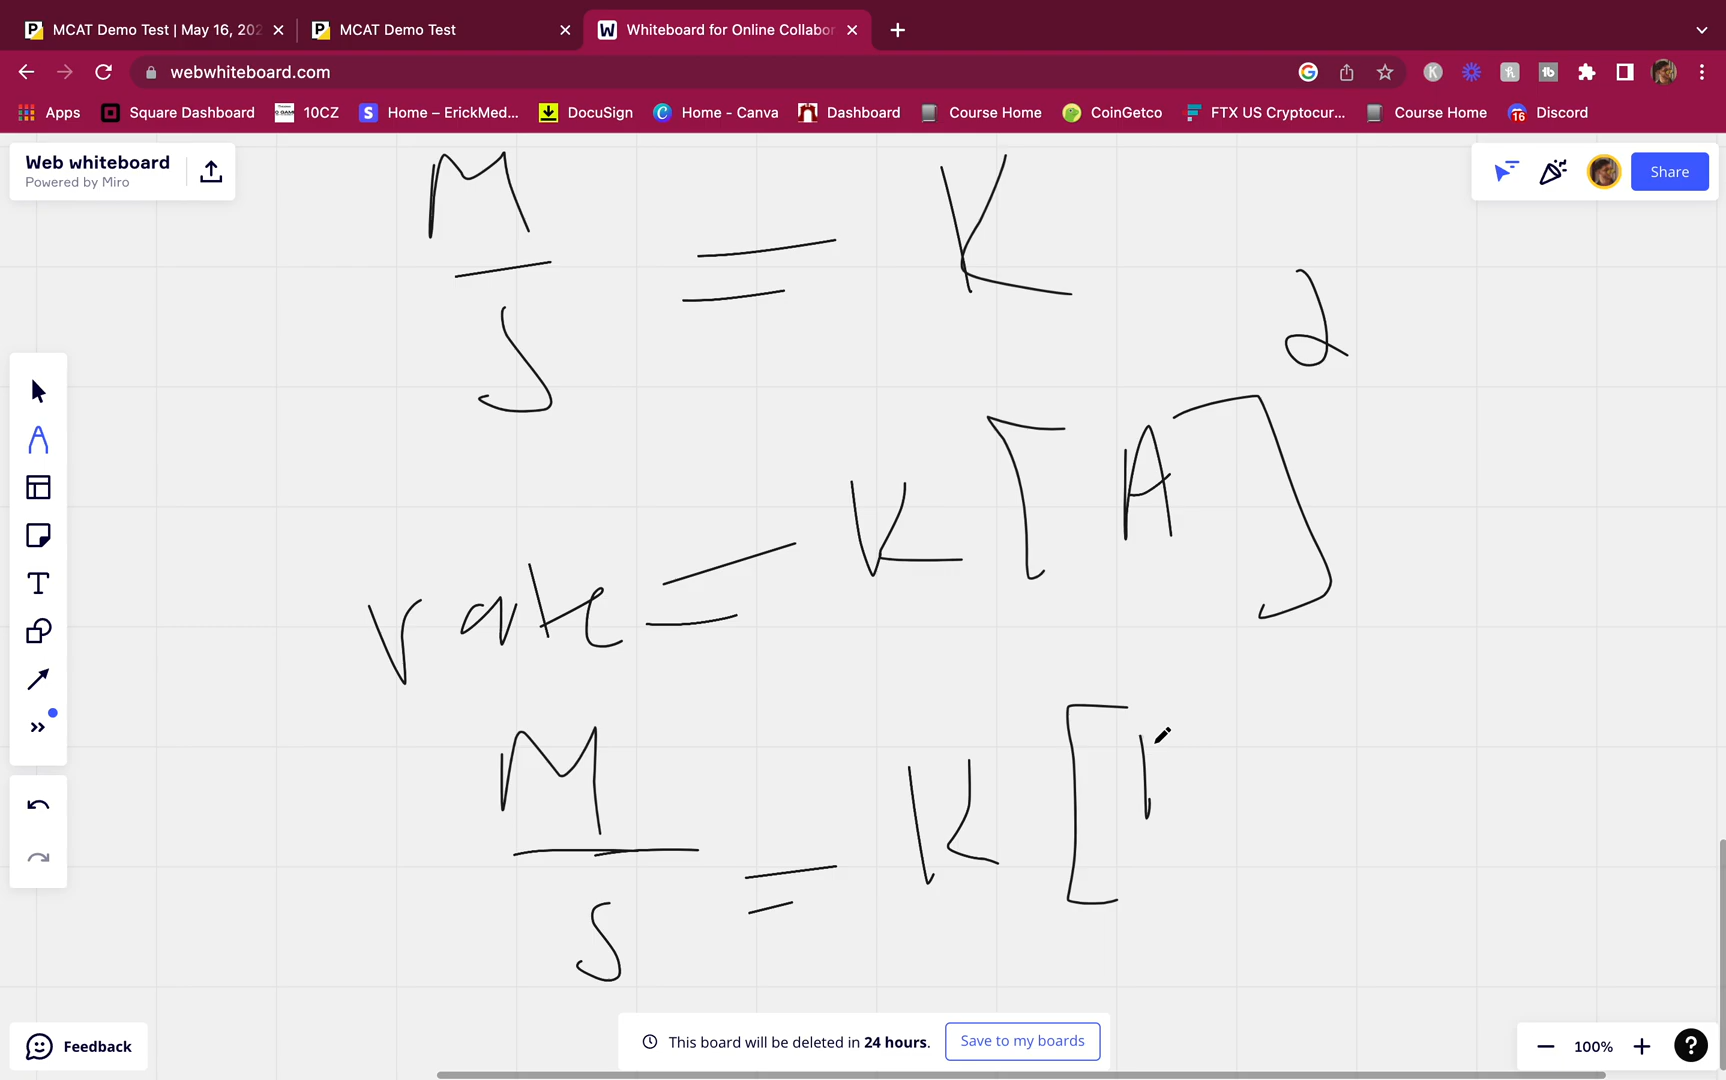 MCAT Demo Test | May 16, 202
MCAT Demo Test
Whiteboard for Online Collabor
webwhiteboard.com
Apps
Square Dashboard
10CZ
Home – ErickMed...
DocuSign
Home - Canva
Dashboard
Course Home
CoinGetco
FTX US Cryptocur...
Course Home
16
Discord
Web whiteboard
Powered by Miro
Share
M
= K
S
2
rate = K [A]
M
= K [
S
This board will be deleted in 24 hours.
Save to my boards
Feedback
100%